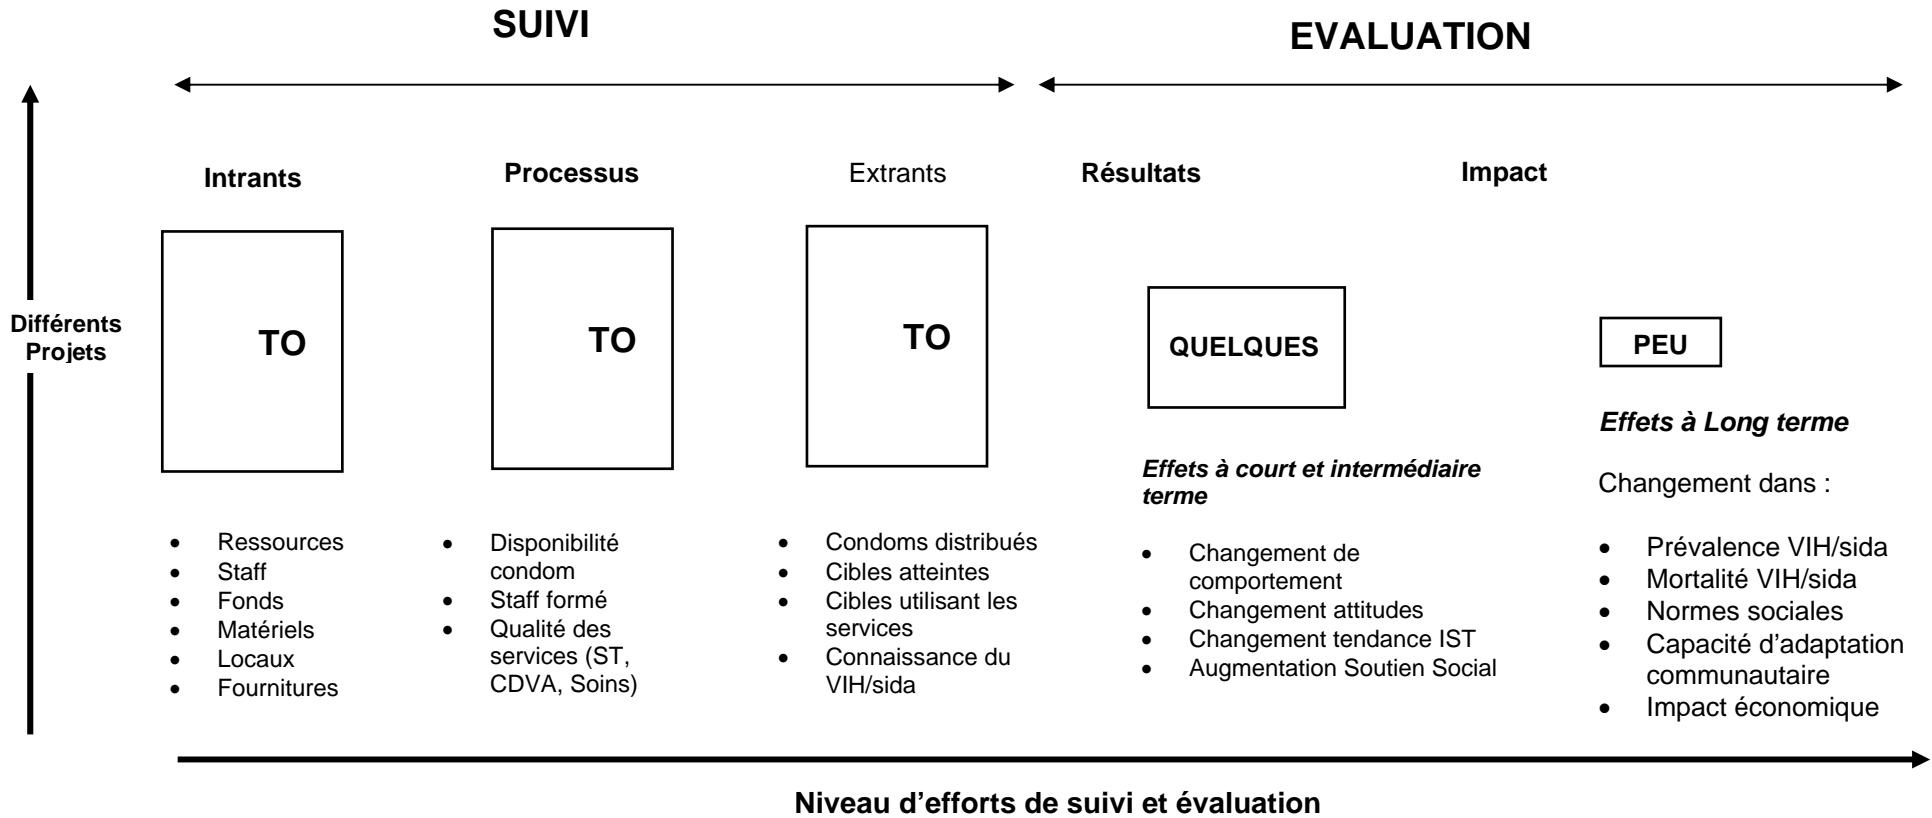 SUIVI
EVALUATION
Intrants
Processus
Extrants
Résultats
Impact
Différents
Projets
TO
TO
TO
QUELQUES
PEU
• Ressources
• Staff
• Fonds
• Matériels
• Locaux
• Fournitures
• Disponibilité
condom
• Staff formé
• Qualité des
services (ST,
CDVA, Soins)
• Condoms distribués
• Cibles atteintes
• Cibles utilisant les
services
• Connaissance du
VIH/sida
Effets à court et intermédiaire
terme
• Changement de
comportement
• Changement attitudes
• Changement tendance IST
• Augmentation Soutien Social
Effets à Long terme
Changement dans :
• Prévalence VIH/sida
• Mortalité VIH/sida
• Normes sociales
• Capacité d’adaptation
communautaire
• Impact économique
Niveau d’efforts de suivi et évaluation